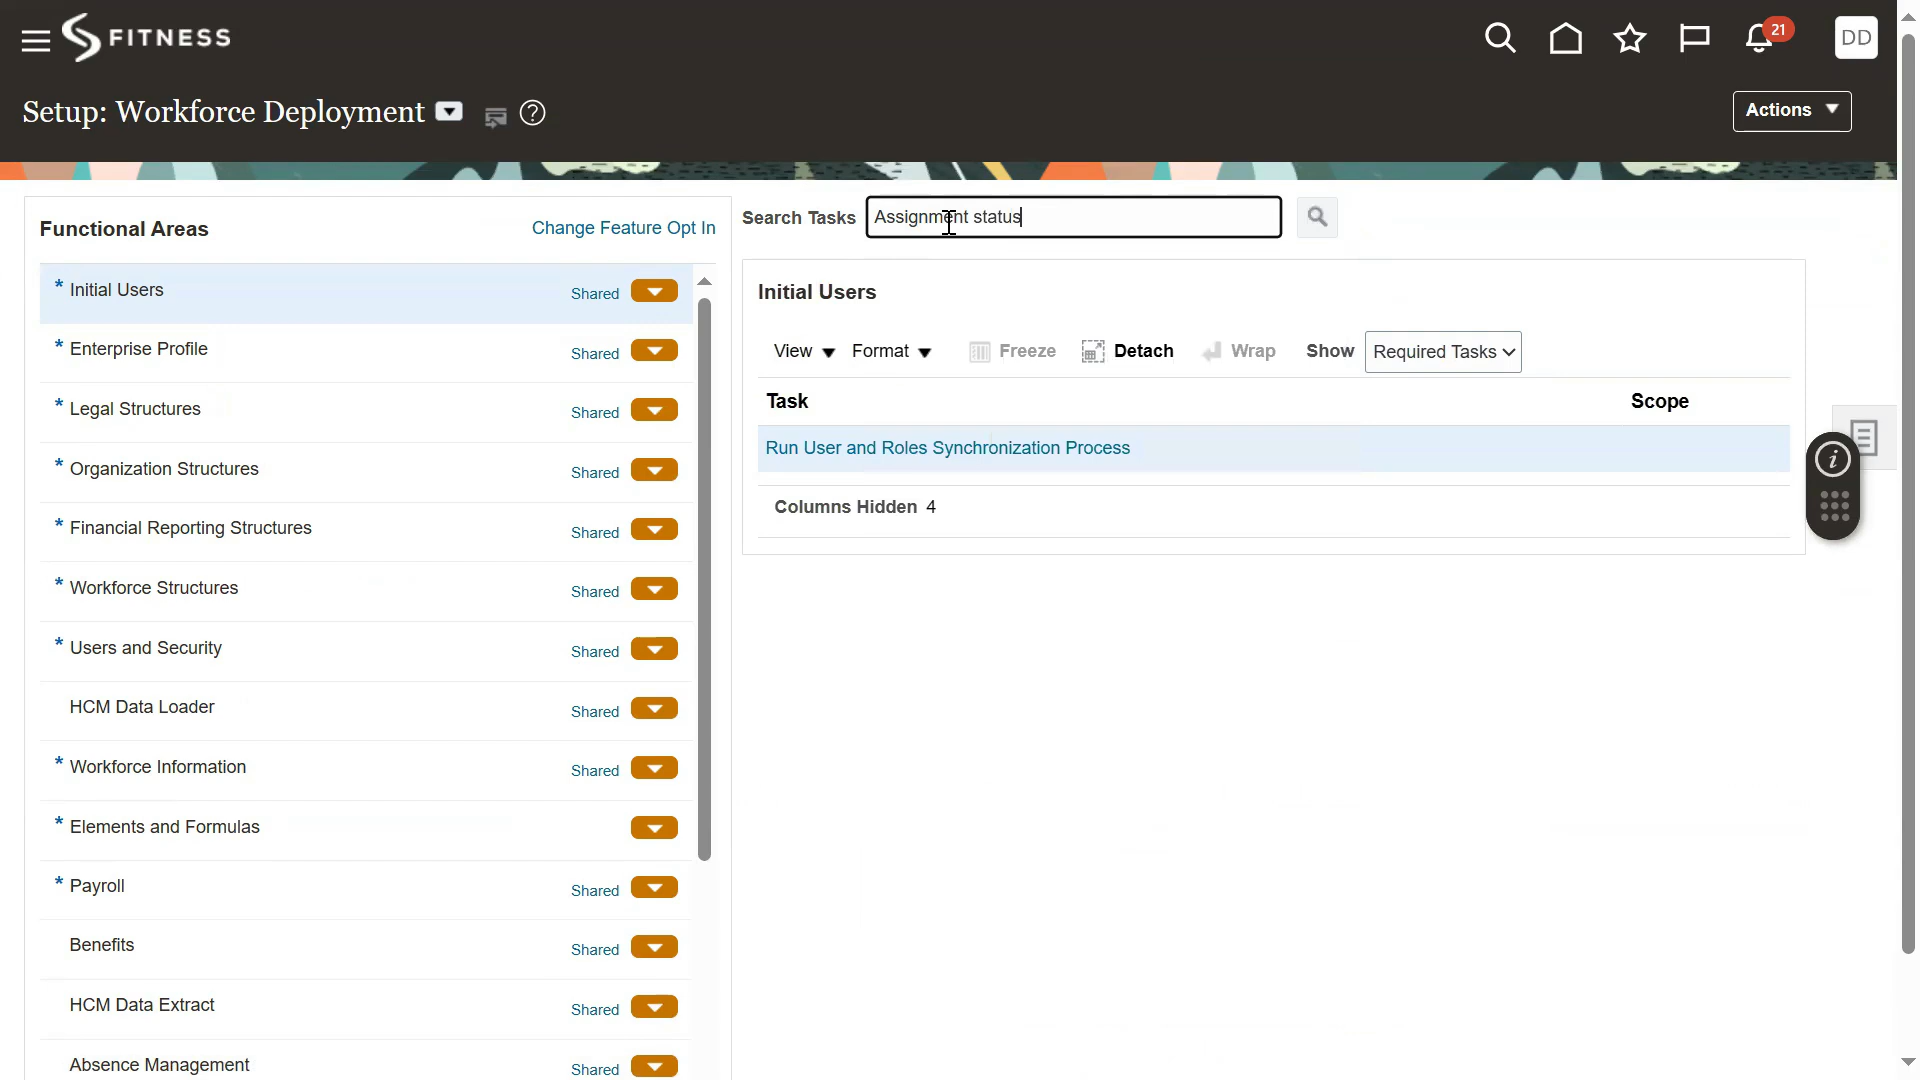 FITNESS
21
DD
Setup: Workforce Deployment
Actions
Functional Areas
Change Feature Opt In
* Initial Users Shared
* Enterprise Profile Shared
* Legal Structures Shared
* Organization Structures Shared
* Financial Reporting Structures Shared
* Workforce Structures Shared
* Users and Security Shared
HCM Data Loader Shared
* Workforce Information Shared
* Elements and Formulas
* Payroll Shared
Benefits Shared
HCM Data Extract Shared
Absence Management Shared
Search Tasks Assignment status
Initial Users
View Format Freeze Detach Wrap Show Required Tasks
Task Scope
Run User and Roles Synchronization Process
Columns Hidden 4